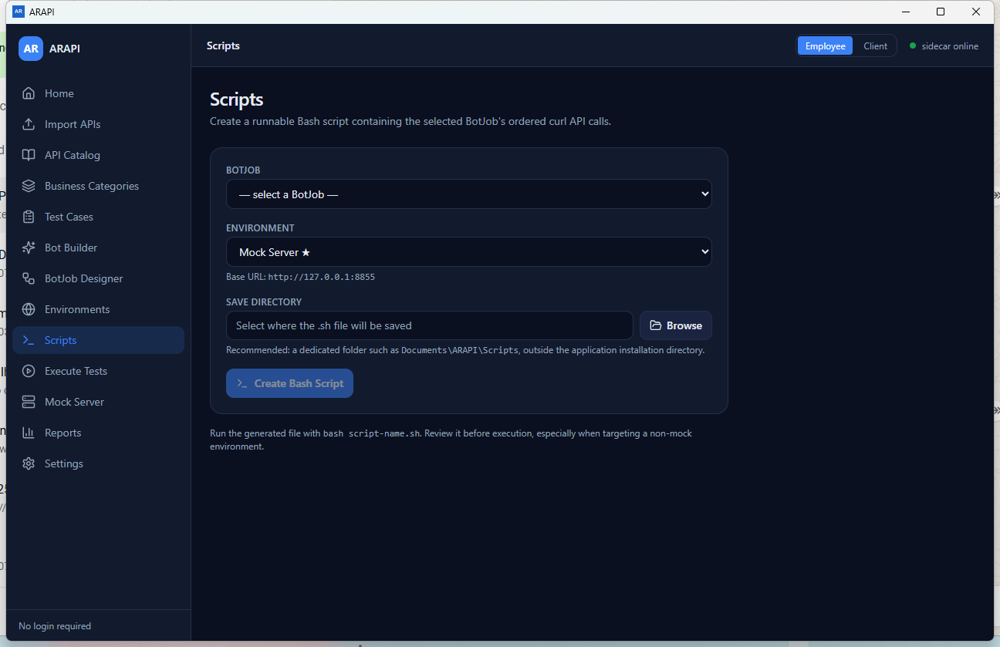 AR ARAPI
AR ARAPI
Scripts
Employee
Client
sidecar online
Home
Import APIs
API Catalog
Business Categories
Test Cases
Bot Builder
BotJob Designer
Environments
Scripts
Execute Tests
Mock Server
Reports
Settings
No login required
Scripts
Create a runnable Bash script containing the selected BotJob's ordered curl API calls.
BOTJOB
— select a BotJob —
ENVIRONMENT
Mock Server ★
Base URL: http://127.0.0.1:8855
SAVE DIRECTORY
Select where the .sh file will be saved
Browse
Recommended: a dedicated folder such as Documents\ARAPI\Scripts, outside the application installation directory.
Create Bash Script
Run the generated file with bash script-name.sh. Review it before execution, especially when targeting a non-mock
environment.